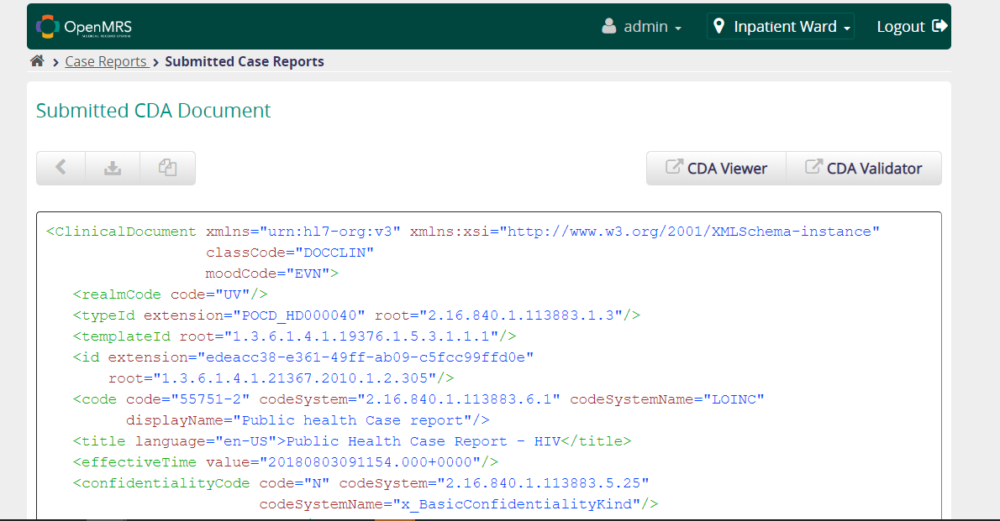 OpenMRS
MEDICAL RECORD SYSTEM
admin
Inpatient Ward
Logout
Case Reports
Submitted Case Reports
Submitted CDA Document
CDA Viewer
CDA Validator
<ClinicalDocument xmlns="urn:hl7-org:v3" xmlns:xsi="http://www.w3.org/2001/XMLSchema-instance"
classCode="DOCCLIN"
moodCode="EVN">
<realmCode code="UV"/>
<typeId extension="POCD_HD000040" root="2.16.840.1.113883.1.3"/>
<templateId root="1.3.6.1.4.1.19376.1.5.3.1.1.1"/>
<id extension="edeacc38-e361-49ff-ab09-c5fcc99ffd0e"
root="1.3.6.1.4.1.21367.2010.1.2.305"/>
<code code="55751-2" codeSystem="2.16.840.1.113883.6.1" codeSystemName="LOINC"
displayName="Public health Case report"/>
<title language="en-US">Public Health Case Report - HIV</title>
<effectiveTime value="20180803091154.000+0000"/>
<confidentialityCode code="N" codeSystem="2.16.840.1.113883.5.25"
codeSystemName="x_BasicConfidentialityKind"/>